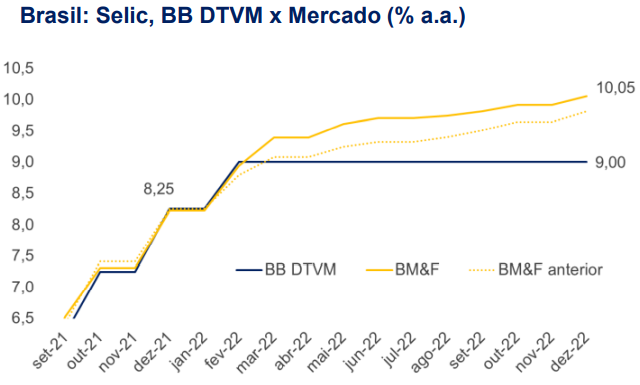 Brasil: Selic, BB DTVM x Mercado (% a.a.)
10,5
10,0
9,5
9,0
8,5
8,0
7,5
7,0
6,5
10,05
9,00
8,25
BB DTVM
BM&F
BM&F anterior
set-21
out-21
nov-21
dez-21
jan-22
fev-22
mar-22
abr-22
mai-22
jun-22
jul-22
ago-22
set-22
out-22
nov-22
dez-22